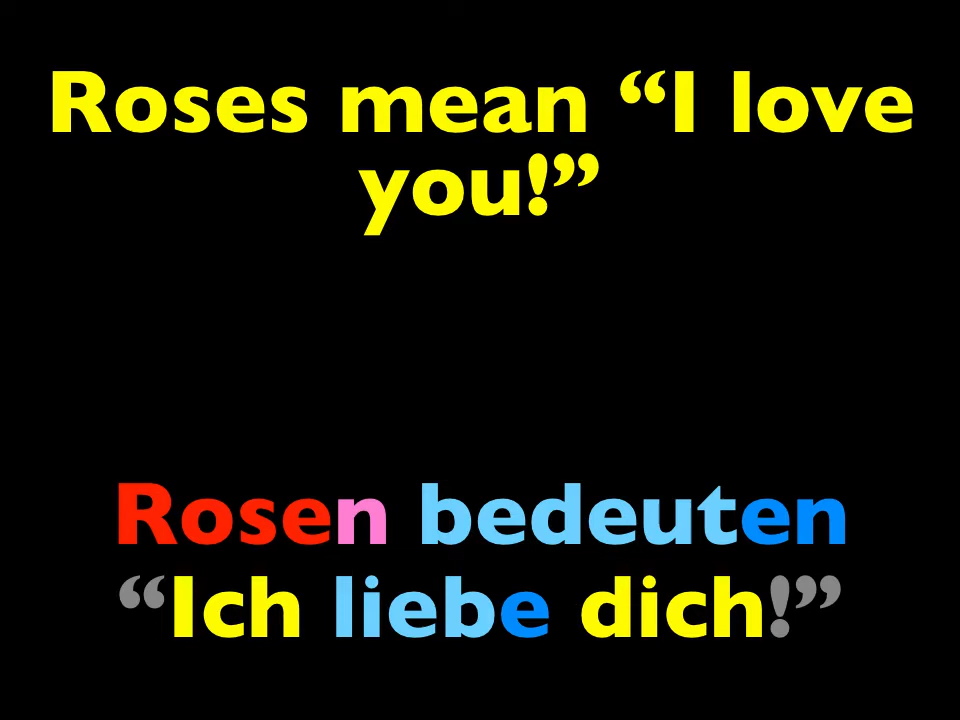 Roses mean “I love
you!”
Rosen bedeuten
“Ich liebe dich!”